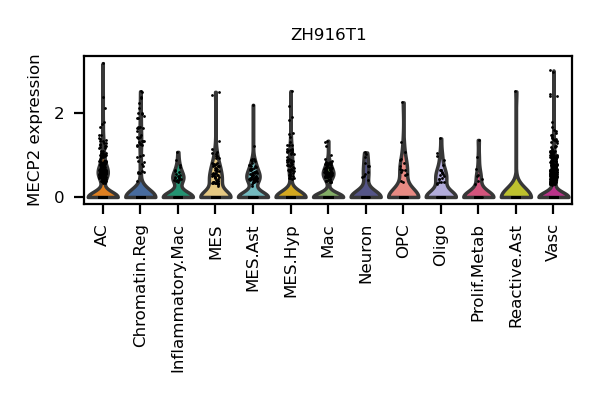 ZH916T1
MECP2 expression
2
0
AC
Chromatin.Reg
Inflammatory.Mac
MES
MES.Ast
MES.Hyp
Mac
Neuron
OPC
Oligo
Prolif.Metab
Reactive.Ast
Vasc